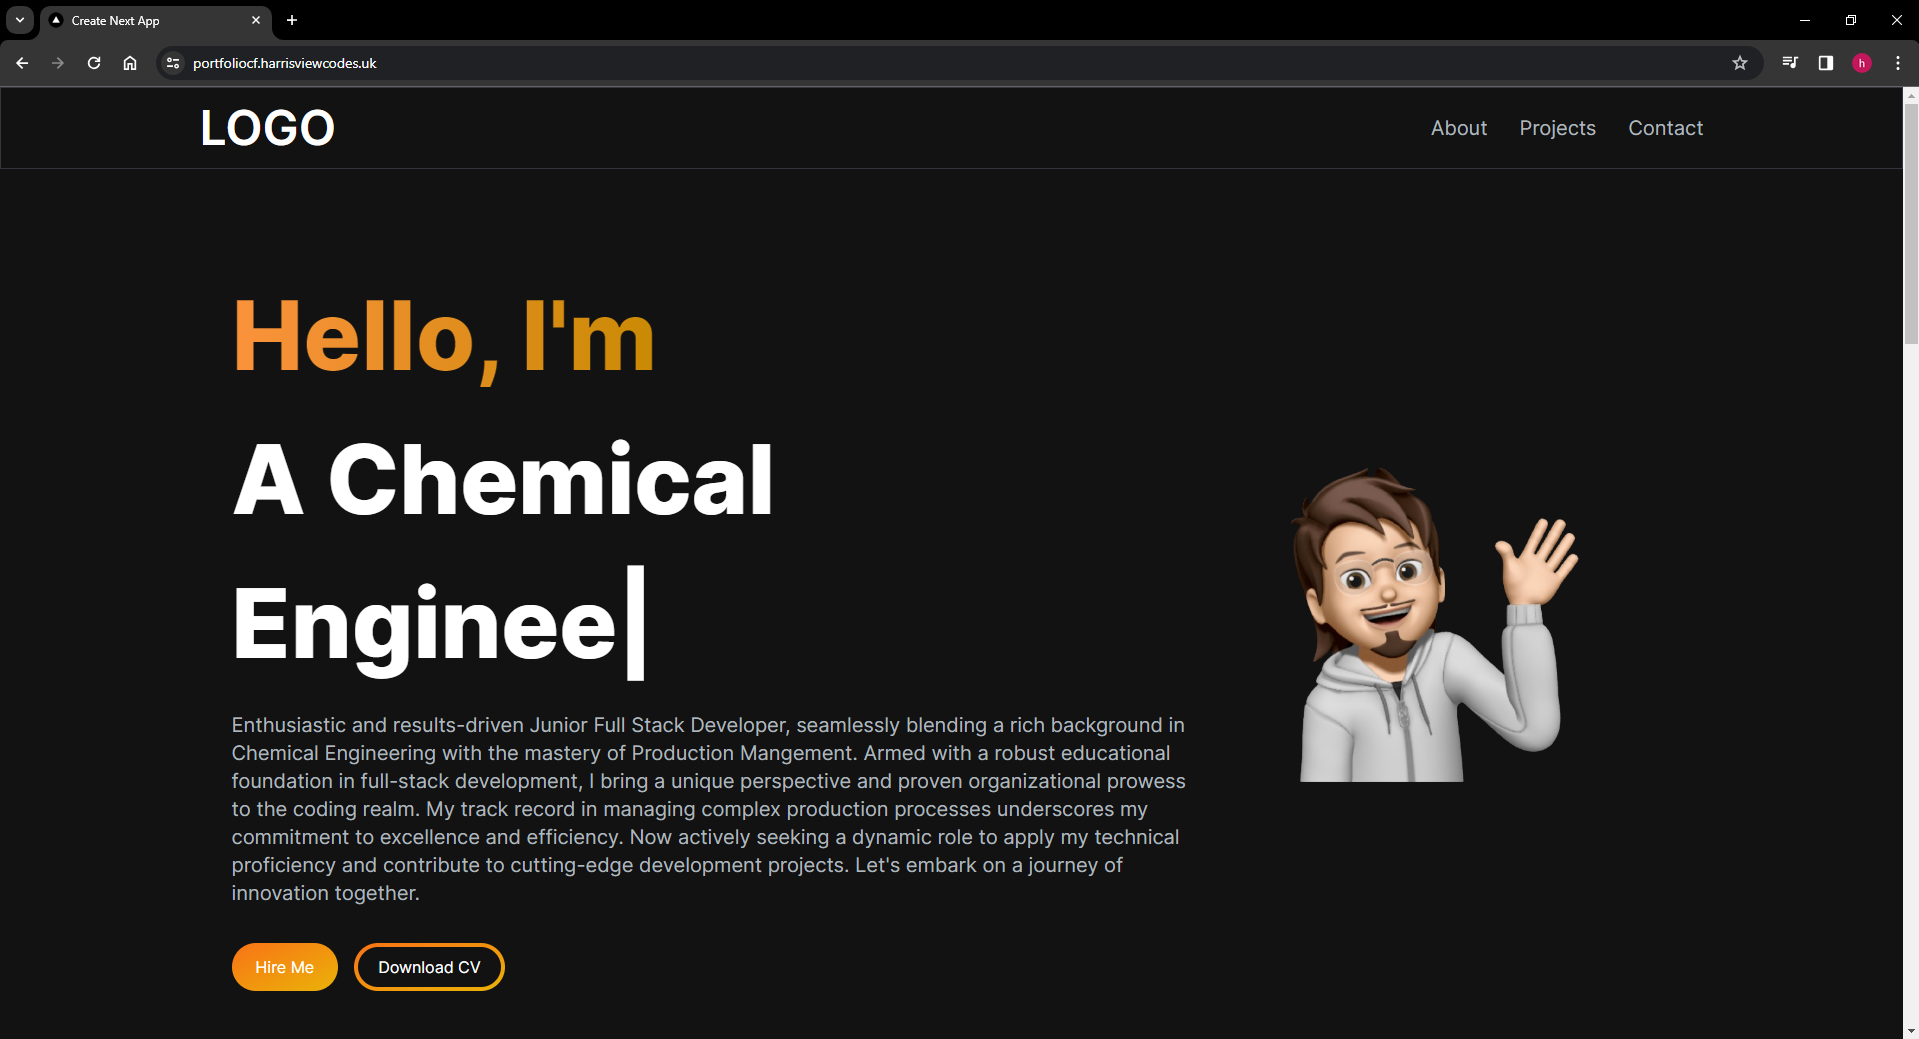 Create Next App
portfoliocf.harrisviewcodes.uk
h
LOGO
About Projects Contact
Hello, I'm
A Chemical
Enginee
Enthusiastic and results-driven Junior Full Stack Developer, seamlessly blending a rich background in
Chemical Engineering with the mastery of Production Mangement. Armed with a robust educational
foundation in full-stack development, I bring a unique perspective and proven organizational prowess
to the coding realm. My track record in managing complex production processes underscores my
commitment to excellence and efficiency. Now actively seeking a dynamic role to apply my technical
proficiency and contribute to cutting-edge development projects. Let's embark on a journey of
innovation together.
Hire Me Download CV